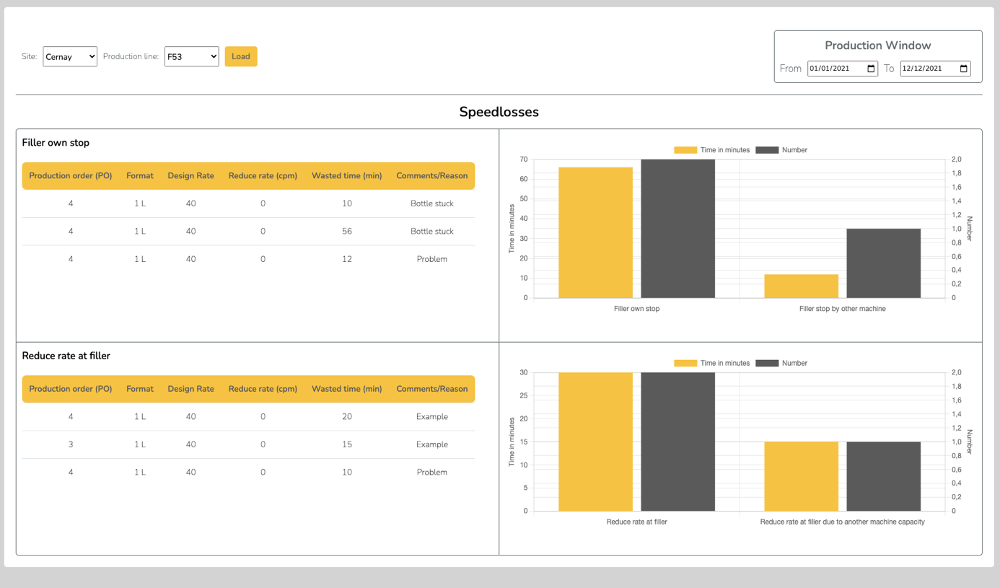 Production Window
Site: Cernay Production line: F53 Load
From 01/01/2021 To 12/12/2021
Speedlosses
Filler own stop
Production order (PO) Format Design Rate Reduce rate (cpm) Wasted time (min) Comments/Reason
4 1 L 40 0 10 Bottle stuck
4 1 L 40 0 56 Bottle stuck
4 1 L 40 0 12 Problem
Time in minutes Number
Time in minutes
70
60
50
40
30
20
10
0
2,0
1,8
1,6
1,4
1,2
1,0
0,8
0,6
0,4
0,2
0
Number
Filler own stop Filler stop by other machine
Reduce rate at filler
Production order (PO) Format Design Rate Reduce rate (cpm) Wasted time (min) Comments/Reason
4 1 L 40 0 20 Example
3 1 L 40 0 15 Example
4 1 L 40 0 10 Problem
Time in minutes Number
Time in minutes
30
25
20
15
10
5
0
2,0
1,8
1,6
1,4
1,2
1,0
0,8
0,6
0,4
0,2
0
Number
Reduce rate at filler Reduce rate at filler due to another machine capacity